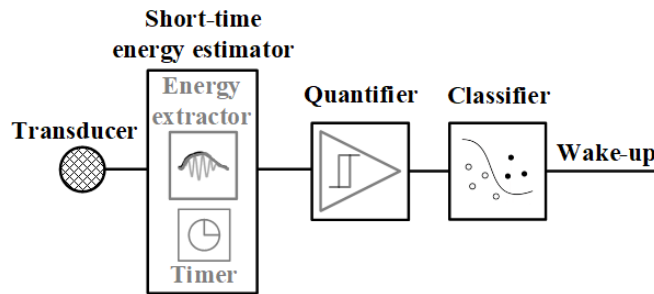 Short-time
energy estimator
Energy
extractor
Quantifier
Classifier
Transducer
Wake-up
Timer